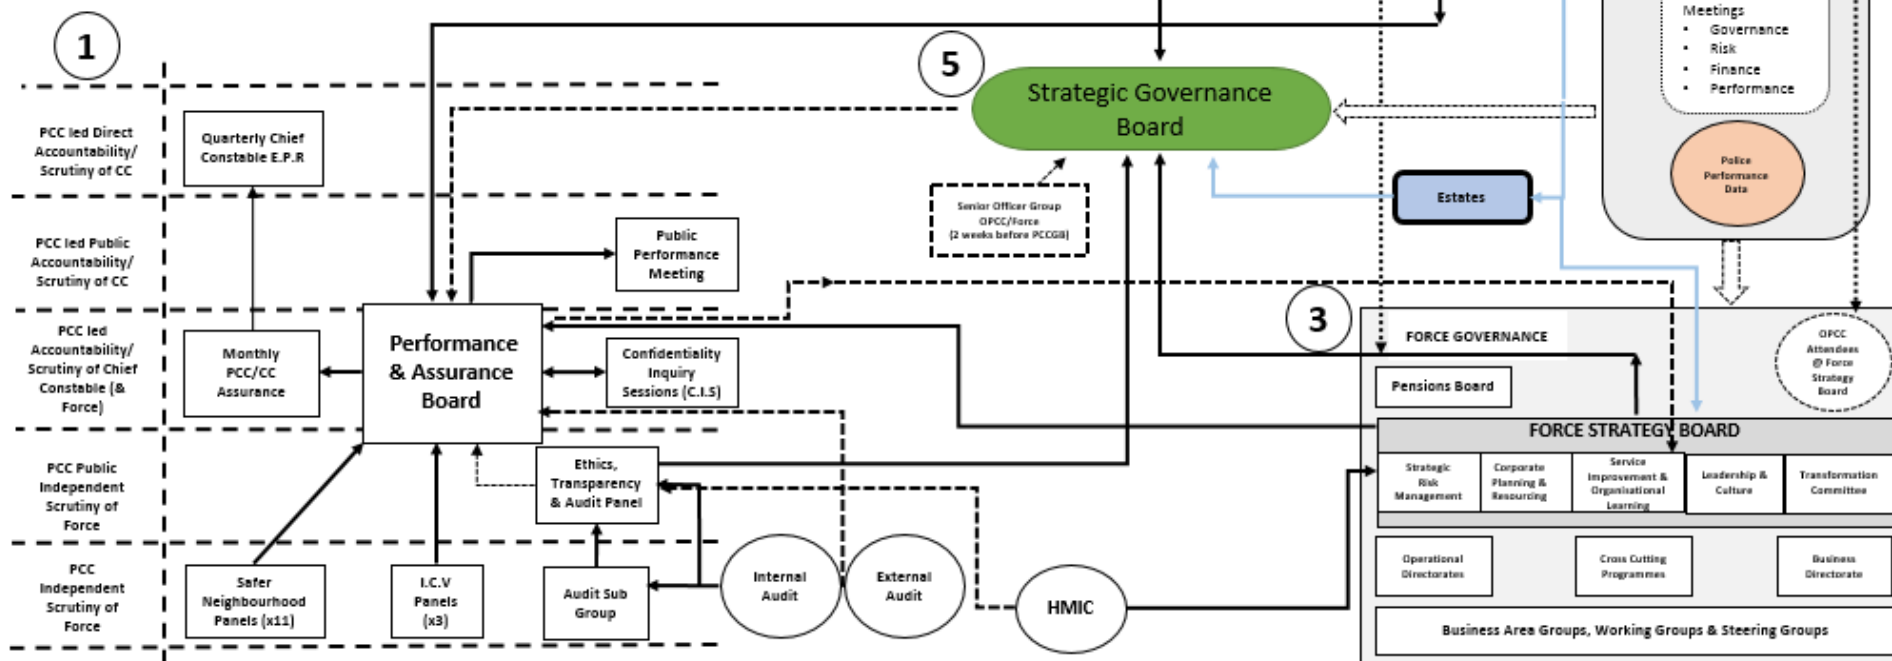 1
PCC led Direct
Accountability/
Scrutiny of CC
Quarterly Chief
Constable E.P.R
PCC led Public
Accountability/
Scrutiny of CC
Public
Performance
Meeting
PCC led
Accountability/
Scrutiny of Chief
Constable (&
Force)
Monthly
PCC/CC
Assurance
Performance
& Assurance
Board
Confidentiality
Inquiry
Sessions (C.I.S)
PCC Public
Independent
Scrutiny of
Force
Ethics,
Transparency
& Audit Panel
PCC
Independent
Scrutiny of
Force
Safer
Neighbourhood
Panels (x11)
I.C.V
Panels
(x3)
Audit Sub
Group
Internal
Audit
External
Audit
HMIC
5
Strategic Governance
Board
Senior Officer Group
OPCC/Force
(2 weeks before PCCGB)
Estates
Meetings
▪ Governance
▪ Risk
▪ Finance
▪ Performance
Police
Performance
Data
3
FORCE GOVERNANCE
OPCC
Attendees
@ Force
Strategy
Board
Pensions Board
FORCE STRATEGY BOARD
Strategic
Risk
Management
Corporate
Planning &
Resourcing
Service
Improvement &
Organisational
Learning
Leadership &
Culture
Transformation
Committee
Operational
Directorates
Cross Cutting
Programmes
Business
Directorate
Business Area Groups, Working Groups & Steering Groups